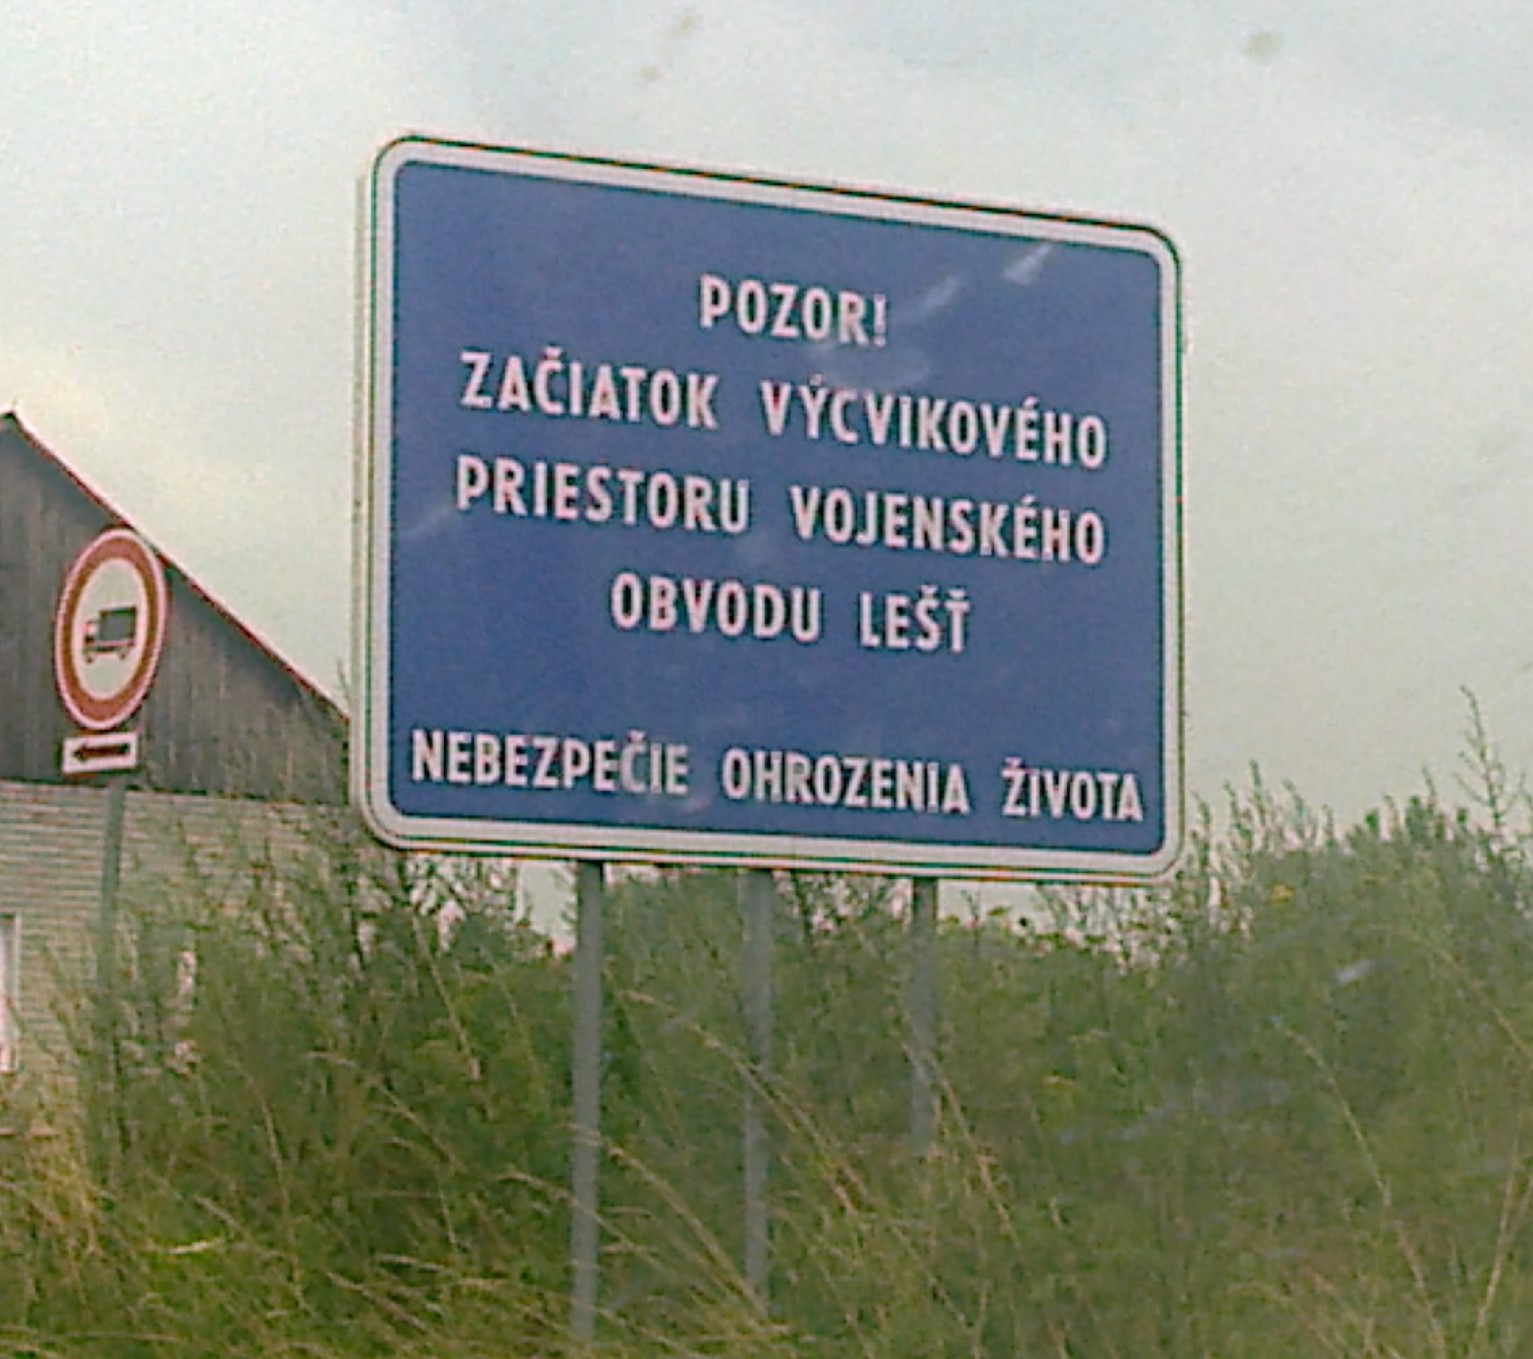 POZOR!
ZAČIATOK VÝCVIKOVÉHO
PRIESTORU VOJENSKÉHO
OBVODU LEŠŤ
NEBEZPEČIE OHROZENIA ŽIVOTA